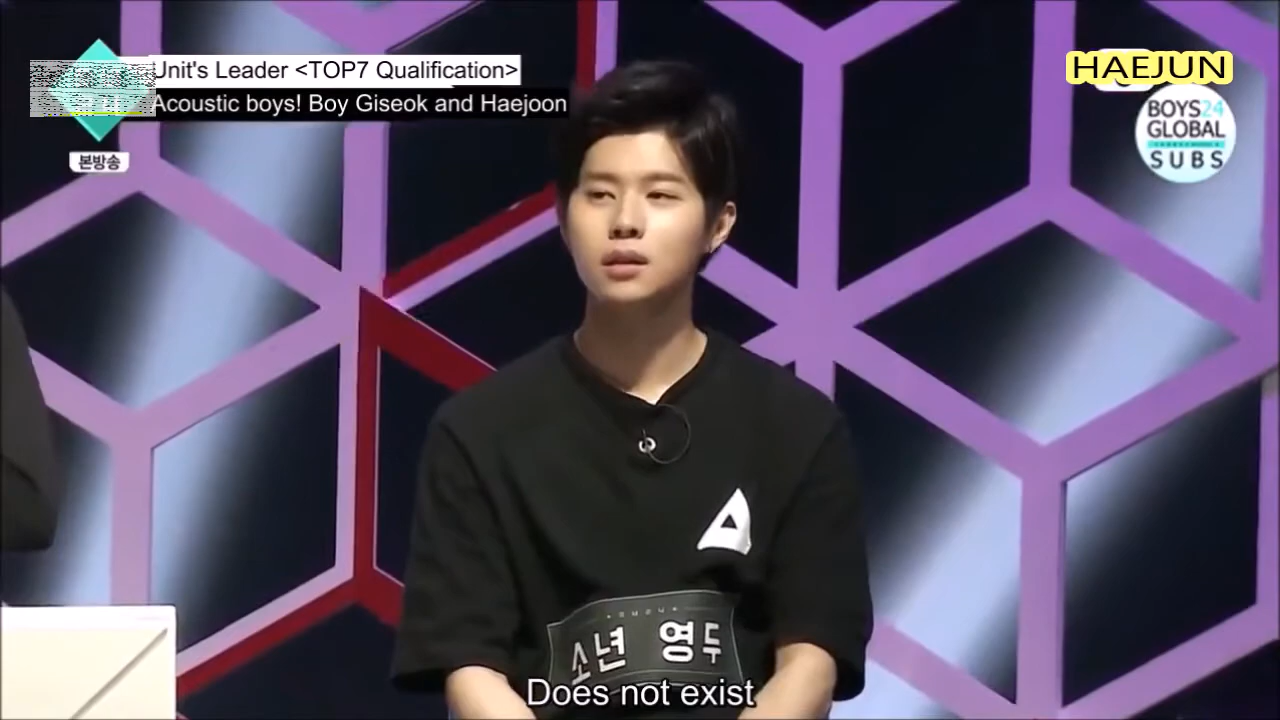 Unit's Leader <TOP7 Qualification>
Acoustic boys! Boy Giseok and Haejoon
본방송
HAEJUN
BOYS24
GLOBAL
SUBS
A
소년 영두
Does not exist